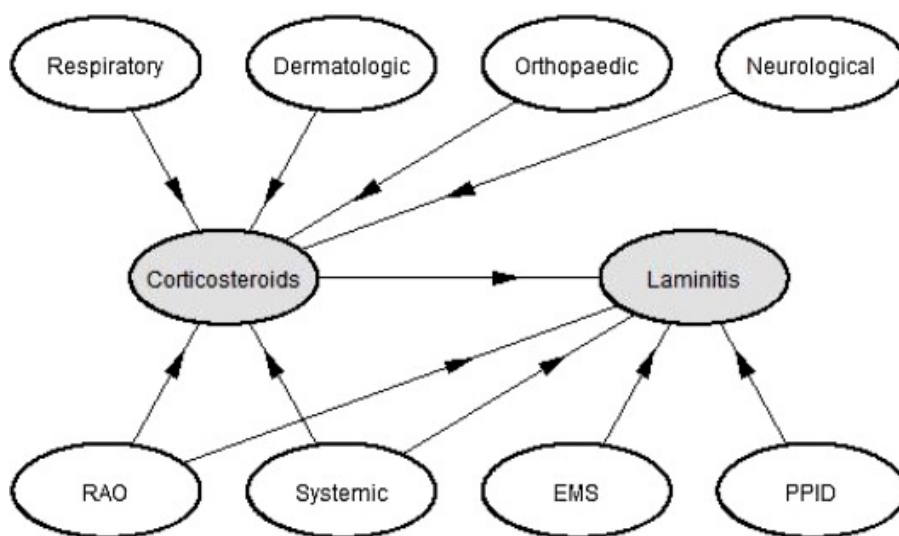 Respiratory
Dermatologic
Orthopaedic
Neurological
Corticosteroids
Laminitis
RAO
Systemic
EMS
PPID